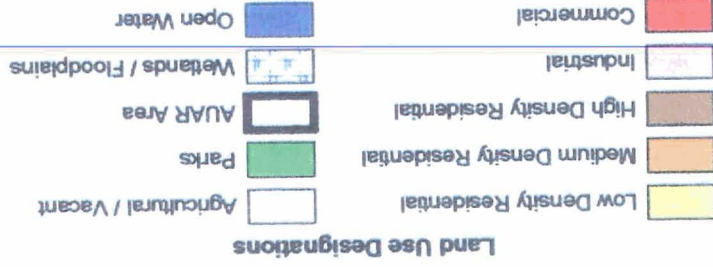 Land Use Designations
Low Density Residential
Medium Density Residential
High Density Residential
Industrial
Commercial
Agricultural / Vacant
Parks
AUAR Area
Wetlands / Floodplains
Open Water